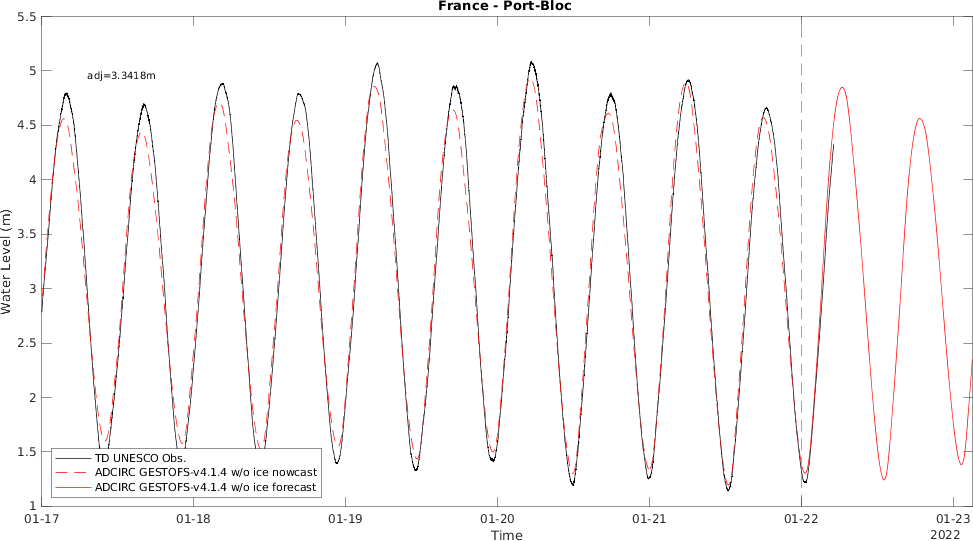 France - Port-Bloc
5.5
5
4.5
4
3.5
3
2.5
2
1.5
1
Water Level (m)
adj=3.3418m
TD UNESCO Obs.
ADCIRC GESTOFS-v4.1.4 w/o ice nowcast
ADCIRC GESTOFS-v4.1.4 w/o ice forecast
01-17 01-18 01-19 01-20 01-21 01-22 01-23
Time
2022